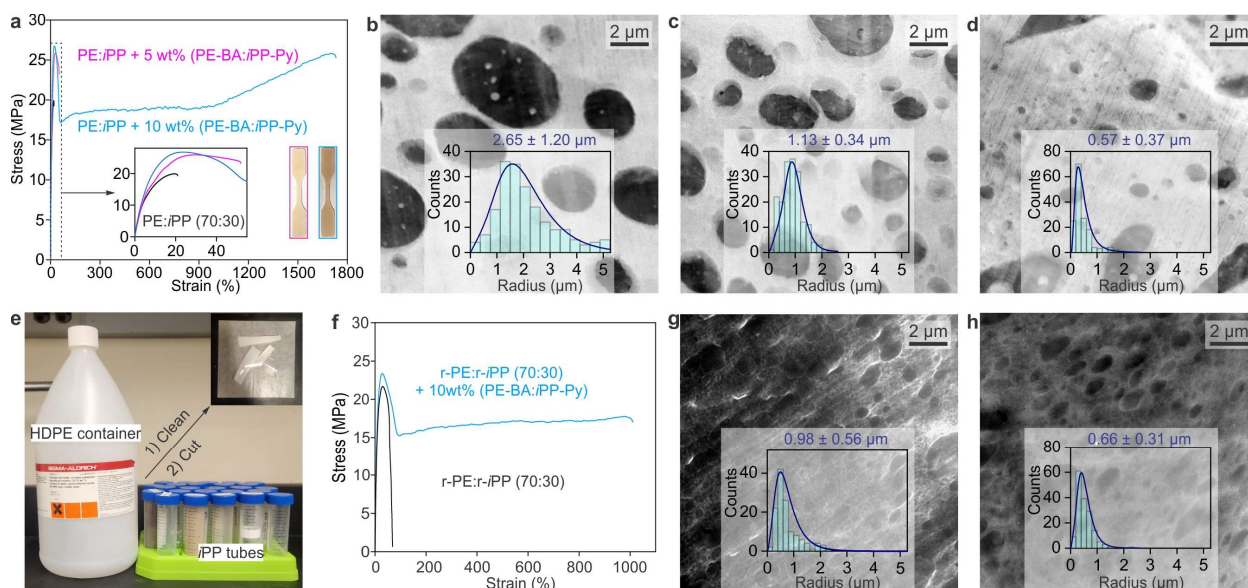 a
30
25
20
15
10
5
0
Stress (MPa)
PE:iPP + 5 wt% (PE-BA:iPP-Py)
PE:iPP + 10 wt% (PE-BA:iPP-Py)
20
10
0
0 20 40
PE:iPP (70:30)
0 300 600 900 1200 1500 1800
Strain (%)
b
2 µm
2.65 ± 1.20 µm
40
30
20
10
0
Counts
0 1 2 3 4 5
Radius (µm)
c
2 µm
1.13 ± 0.34 µm
40
30
20
10
0
Counts
0 1 2 3 4 5
Radius (µm)
d
2 µm
0.57 ± 0.37 µm
80
60
40
20
0
Counts
0 1 2 3 4 5
Radius (µm)
e
HDPE container
1) Clean
2) Cut
SIGMA-ALDRICH
iPP tubes
f
30
25
20
15
10
5
0
Stress (MPa)
r-PE:r-iPP (70:30)
+ 10wt% (PE-BA:iPP-Py)
r-PE:r-iPP (70:30)
0 200 400 600 800 1000
Strain (%)
g
2 µm
0.98 ± 0.56 µm
40
20
0
Counts
0 1 2 3 4 5
Radius (µm)
h
2 µm
0.66 ± 0.31 µm
80
60
40
20
0
Counts
0 1 2 3 4 5
Radius (µm)